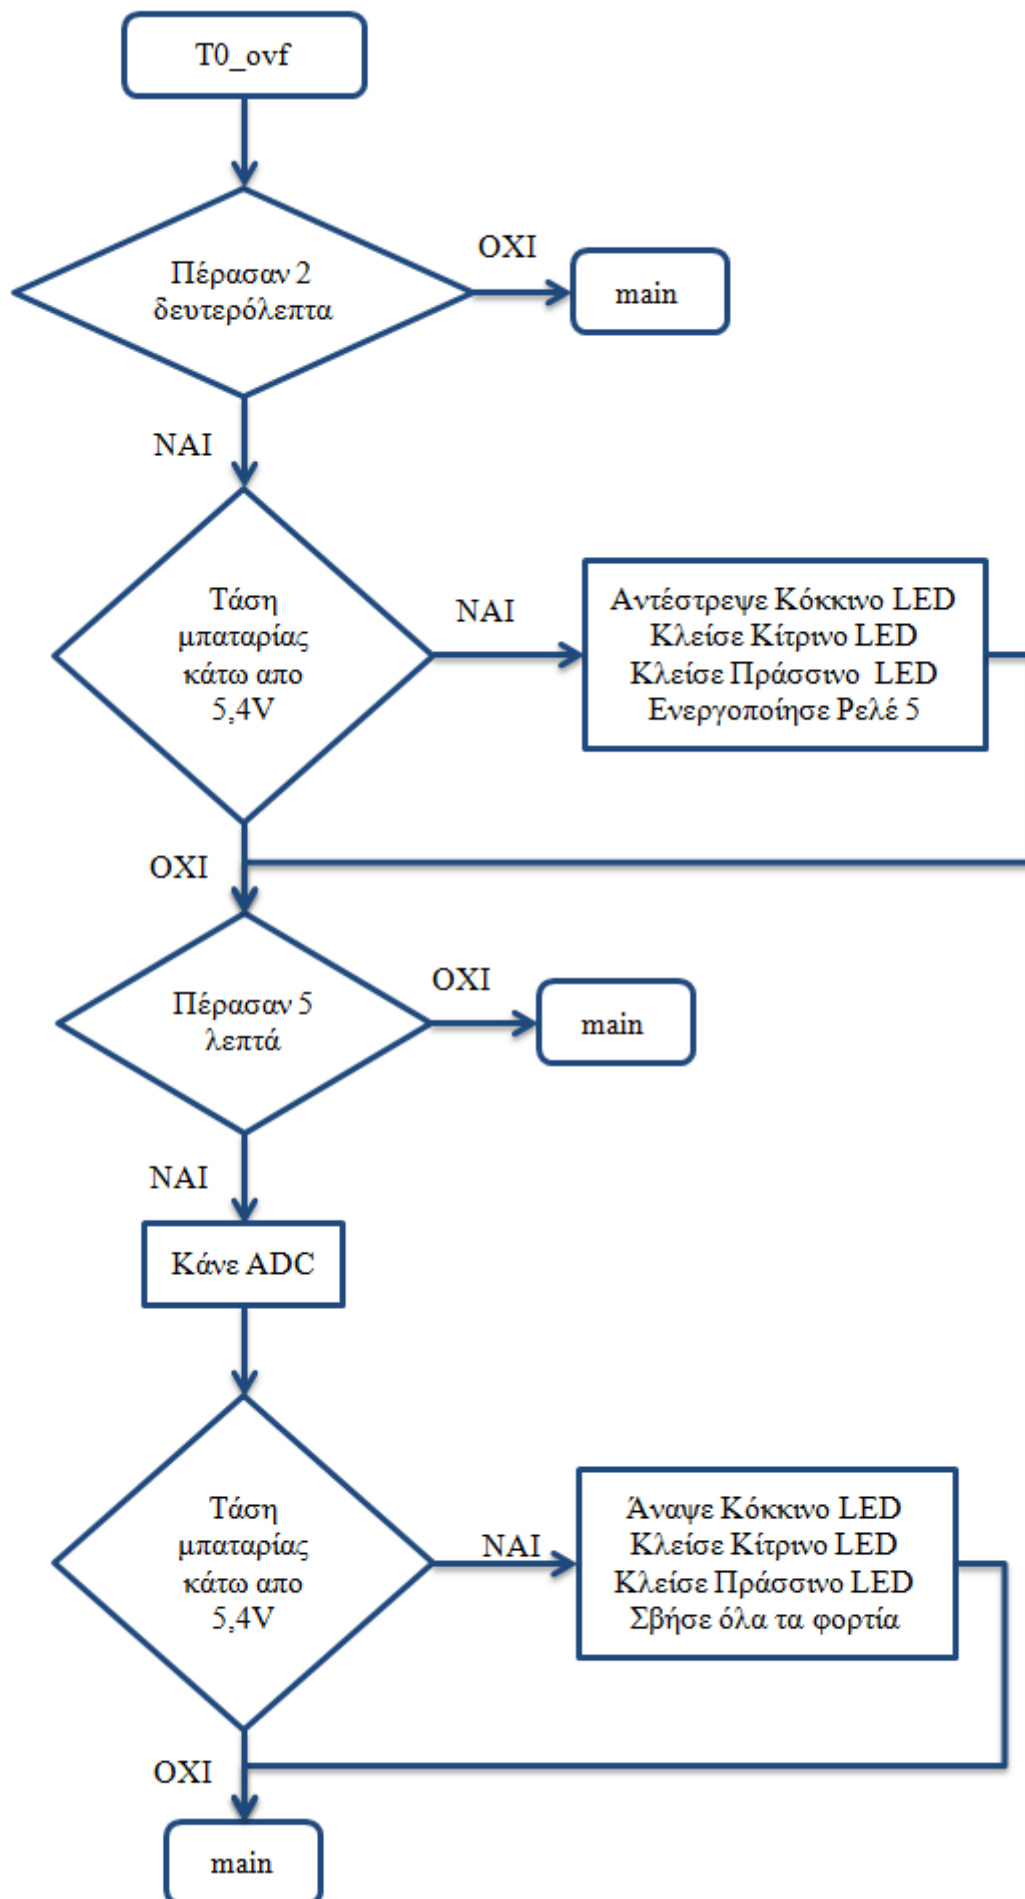 T0_ovf
ΟΧΙ
Πέρασαν 2
δευτερόλεπτα
main
ΝΑΙ
Τάση
μπαταρίας
κάτω απο
5,4V
ΝΑΙ
Αντέστρεψε Κόκκινο LED
Κλείσε Κίτρινο LED
Κλείσε Πράσσινο LED
Ενεργοποίησε Ρελέ 5
ΟΧΙ
Πέρασαν 5
λεπτά
ΟΧΙ
main
ΝΑΙ
Κάνε ADC
Τάση
μπαταρίας
κάτω απο
5,4V
ΝΑΙ
Άναψε Κόκκινο LED
Κλείσε Κίτρινο LED
Κλείσε Πράσσινο LED
Σβήσε όλα τα φορτία
ΟΧΙ
main